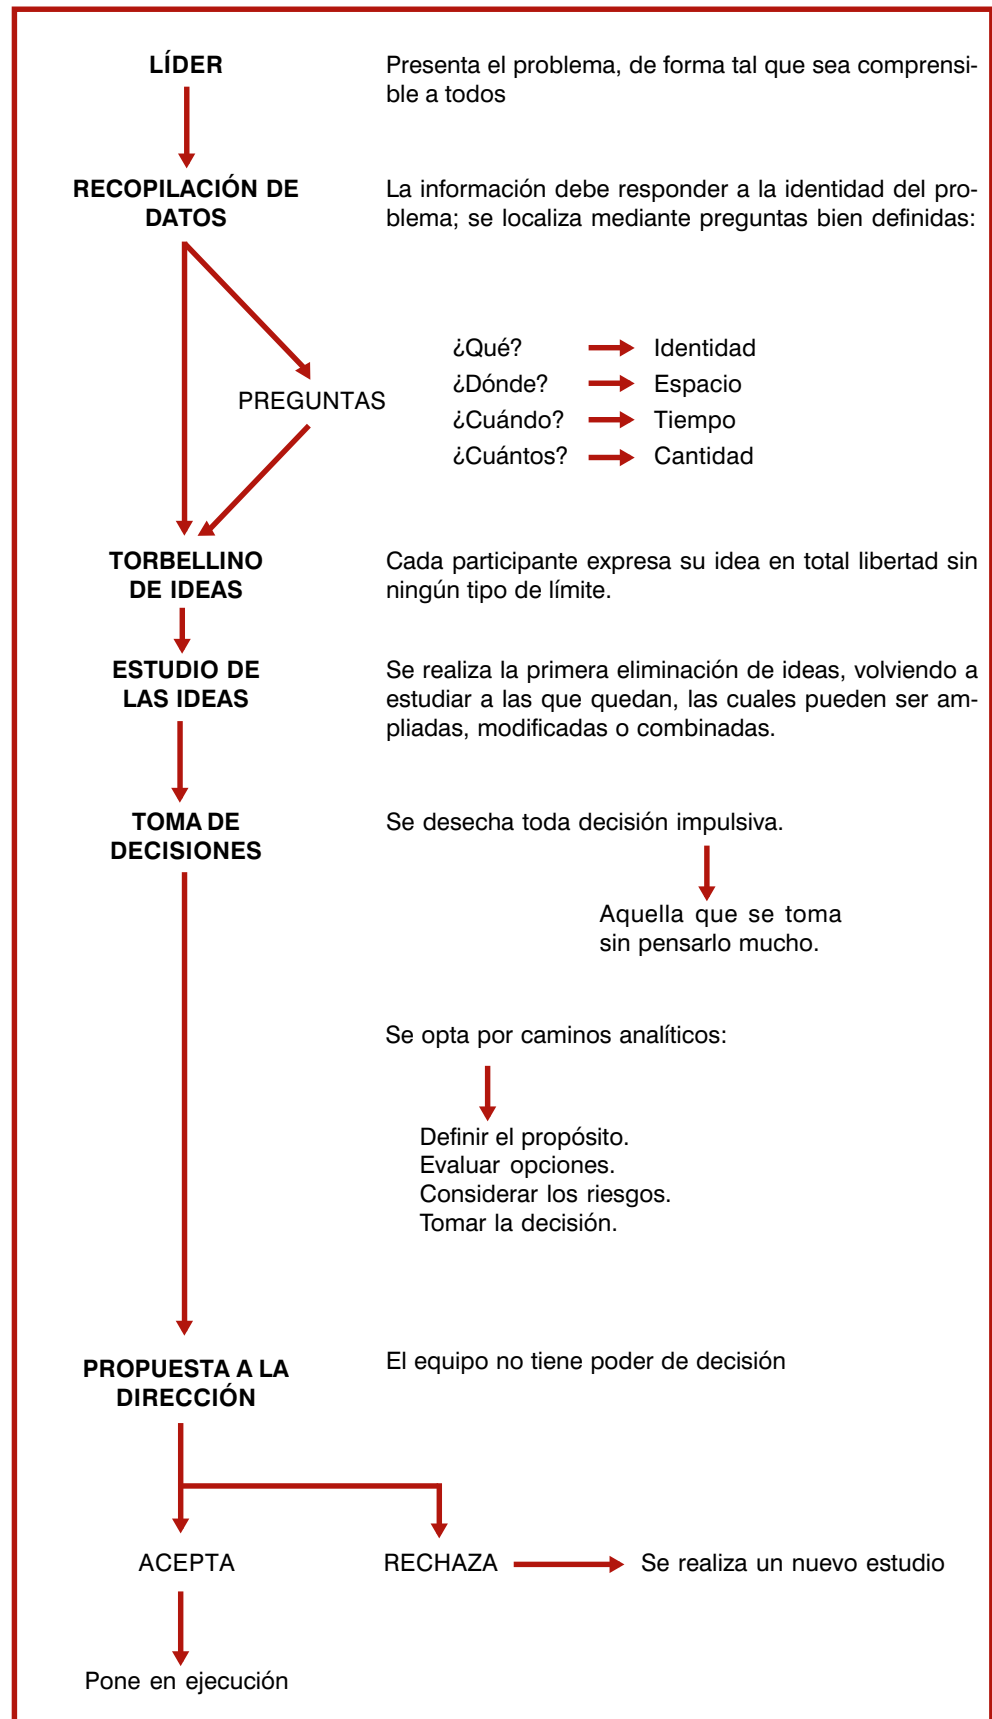 LÍDER
Presenta el problema, de forma tal que sea comprensi-
ble a todos
RECOPILACIÓN DE
DATOS
La información debe responder a la identidad del pro-
blema; se localiza mediante preguntas bien definidas:
PREGUNTAS
¿Qué? Identidad
¿Dónde? Espacio
¿Cuándo? Tiempo
¿Cuántos? Cantidad
TORBELLINO
DE IDEAS
Cada participante expresa su idea en total libertad sin
ningún tipo de límite.
ESTUDIO DE
LAS IDEAS
Se realiza la primera eliminación de ideas, volviendo a
estudiar a las que quedan, las cuales pueden ser am-
pliadas, modificadas o combinadas.
TOMA DE
DECISIONES
Se desecha toda decisión impulsiva.
Aquella que se toma
sin pensarlo mucho.
Se opta por caminos analíticos:
Definir el propósito.
Evaluar opciones.
Considerar los riesgos.
Tomar la decisión.
PROPUESTA A LA
DIRECCIÓN
El equipo no tiene poder de decisión
ACEPTA
RECHAZA
Se realiza un nuevo estudio
Pone en ejecución